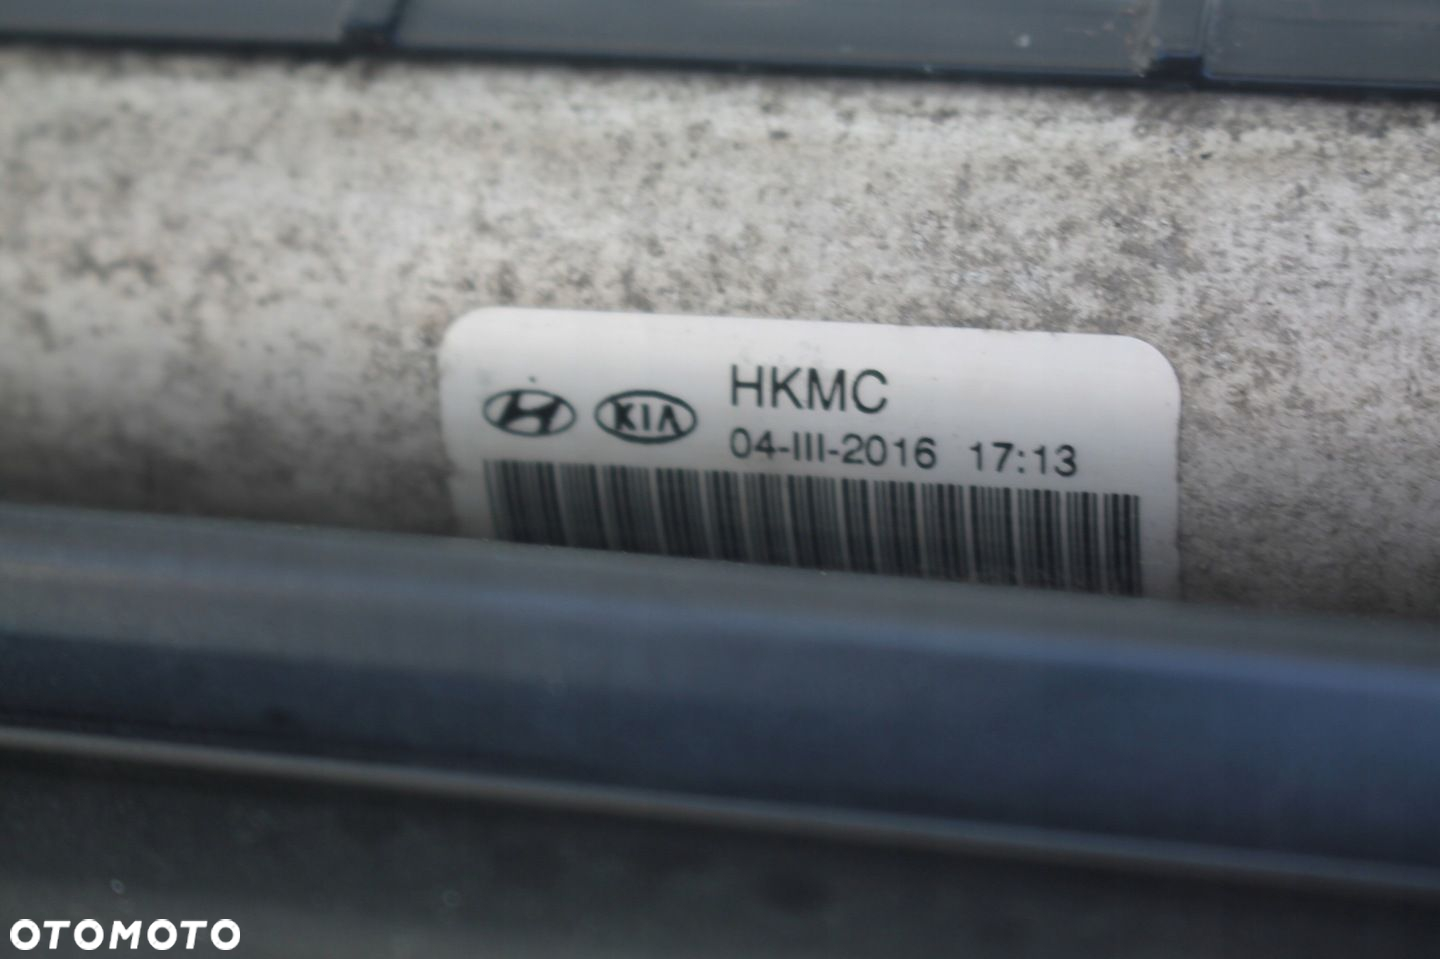 HKMC
KIA
04-III-2016 17:13
OTOMOTO